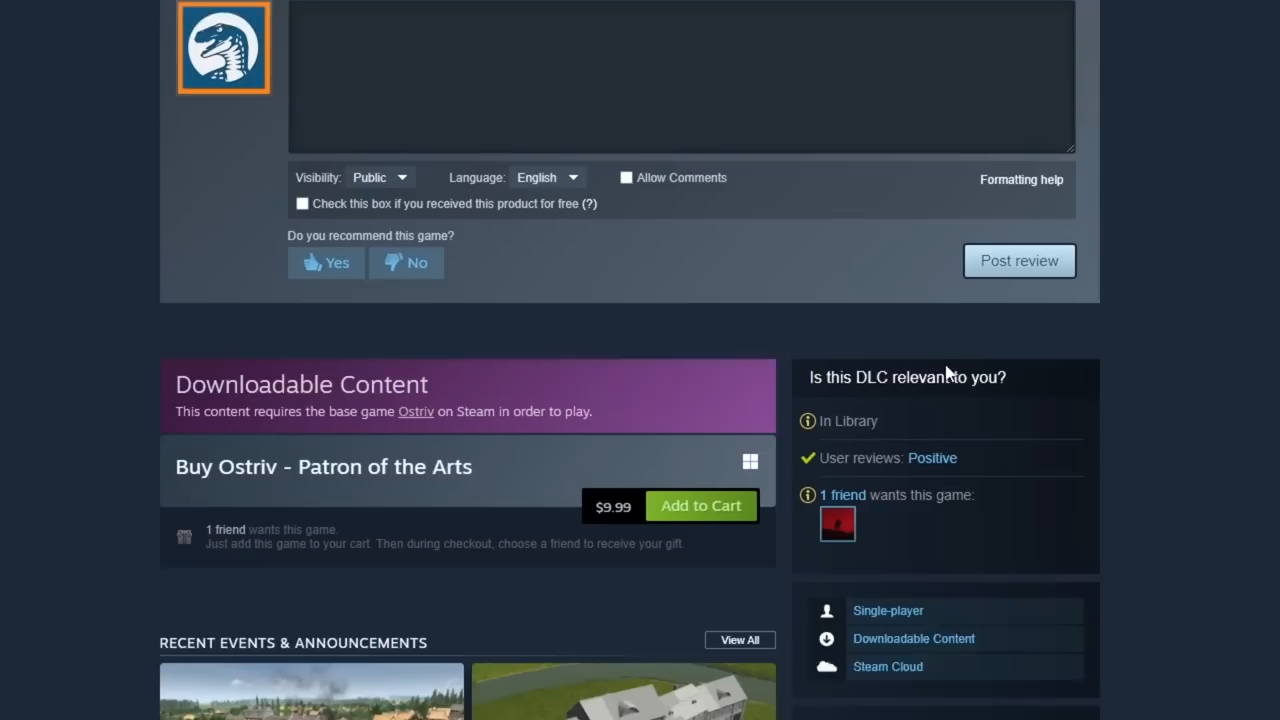 Visibility: Public Language: English Allow Comments Formatting help
Check this box if you received this product for free (?)
Do you recommend this game?
Yes No Post review
Downloadable Content
This content requires the base game Ostriv on Steam in order to play.
Buy Ostriv - Patron of the Arts
$9.99 Add to Cart
1 friend wants this game.
Just add this game to your cart. Then during checkout, choose a friend to receive your gift.
RECENT EVENTS & ANNOUNCEMENTS View All
Is this DLC relevant to you?
In Library
User reviews: Positive
1 friend wants this game:
Single-player
Downloadable Content
Steam Cloud